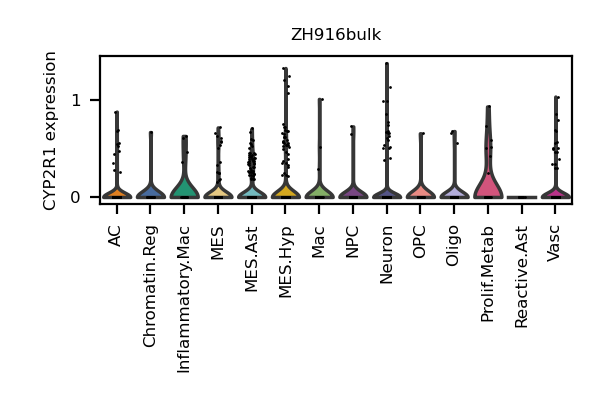 ZH916bulk
CYP2R1 expression
1
0
AC
Chromatin.Reg
Inflammatory.Mac
MES
MES.Ast
MES.Hyp
Mac
NPC
Neuron
OPC
Oligo
Prolif.Metab
Reactive.Ast
Vasc